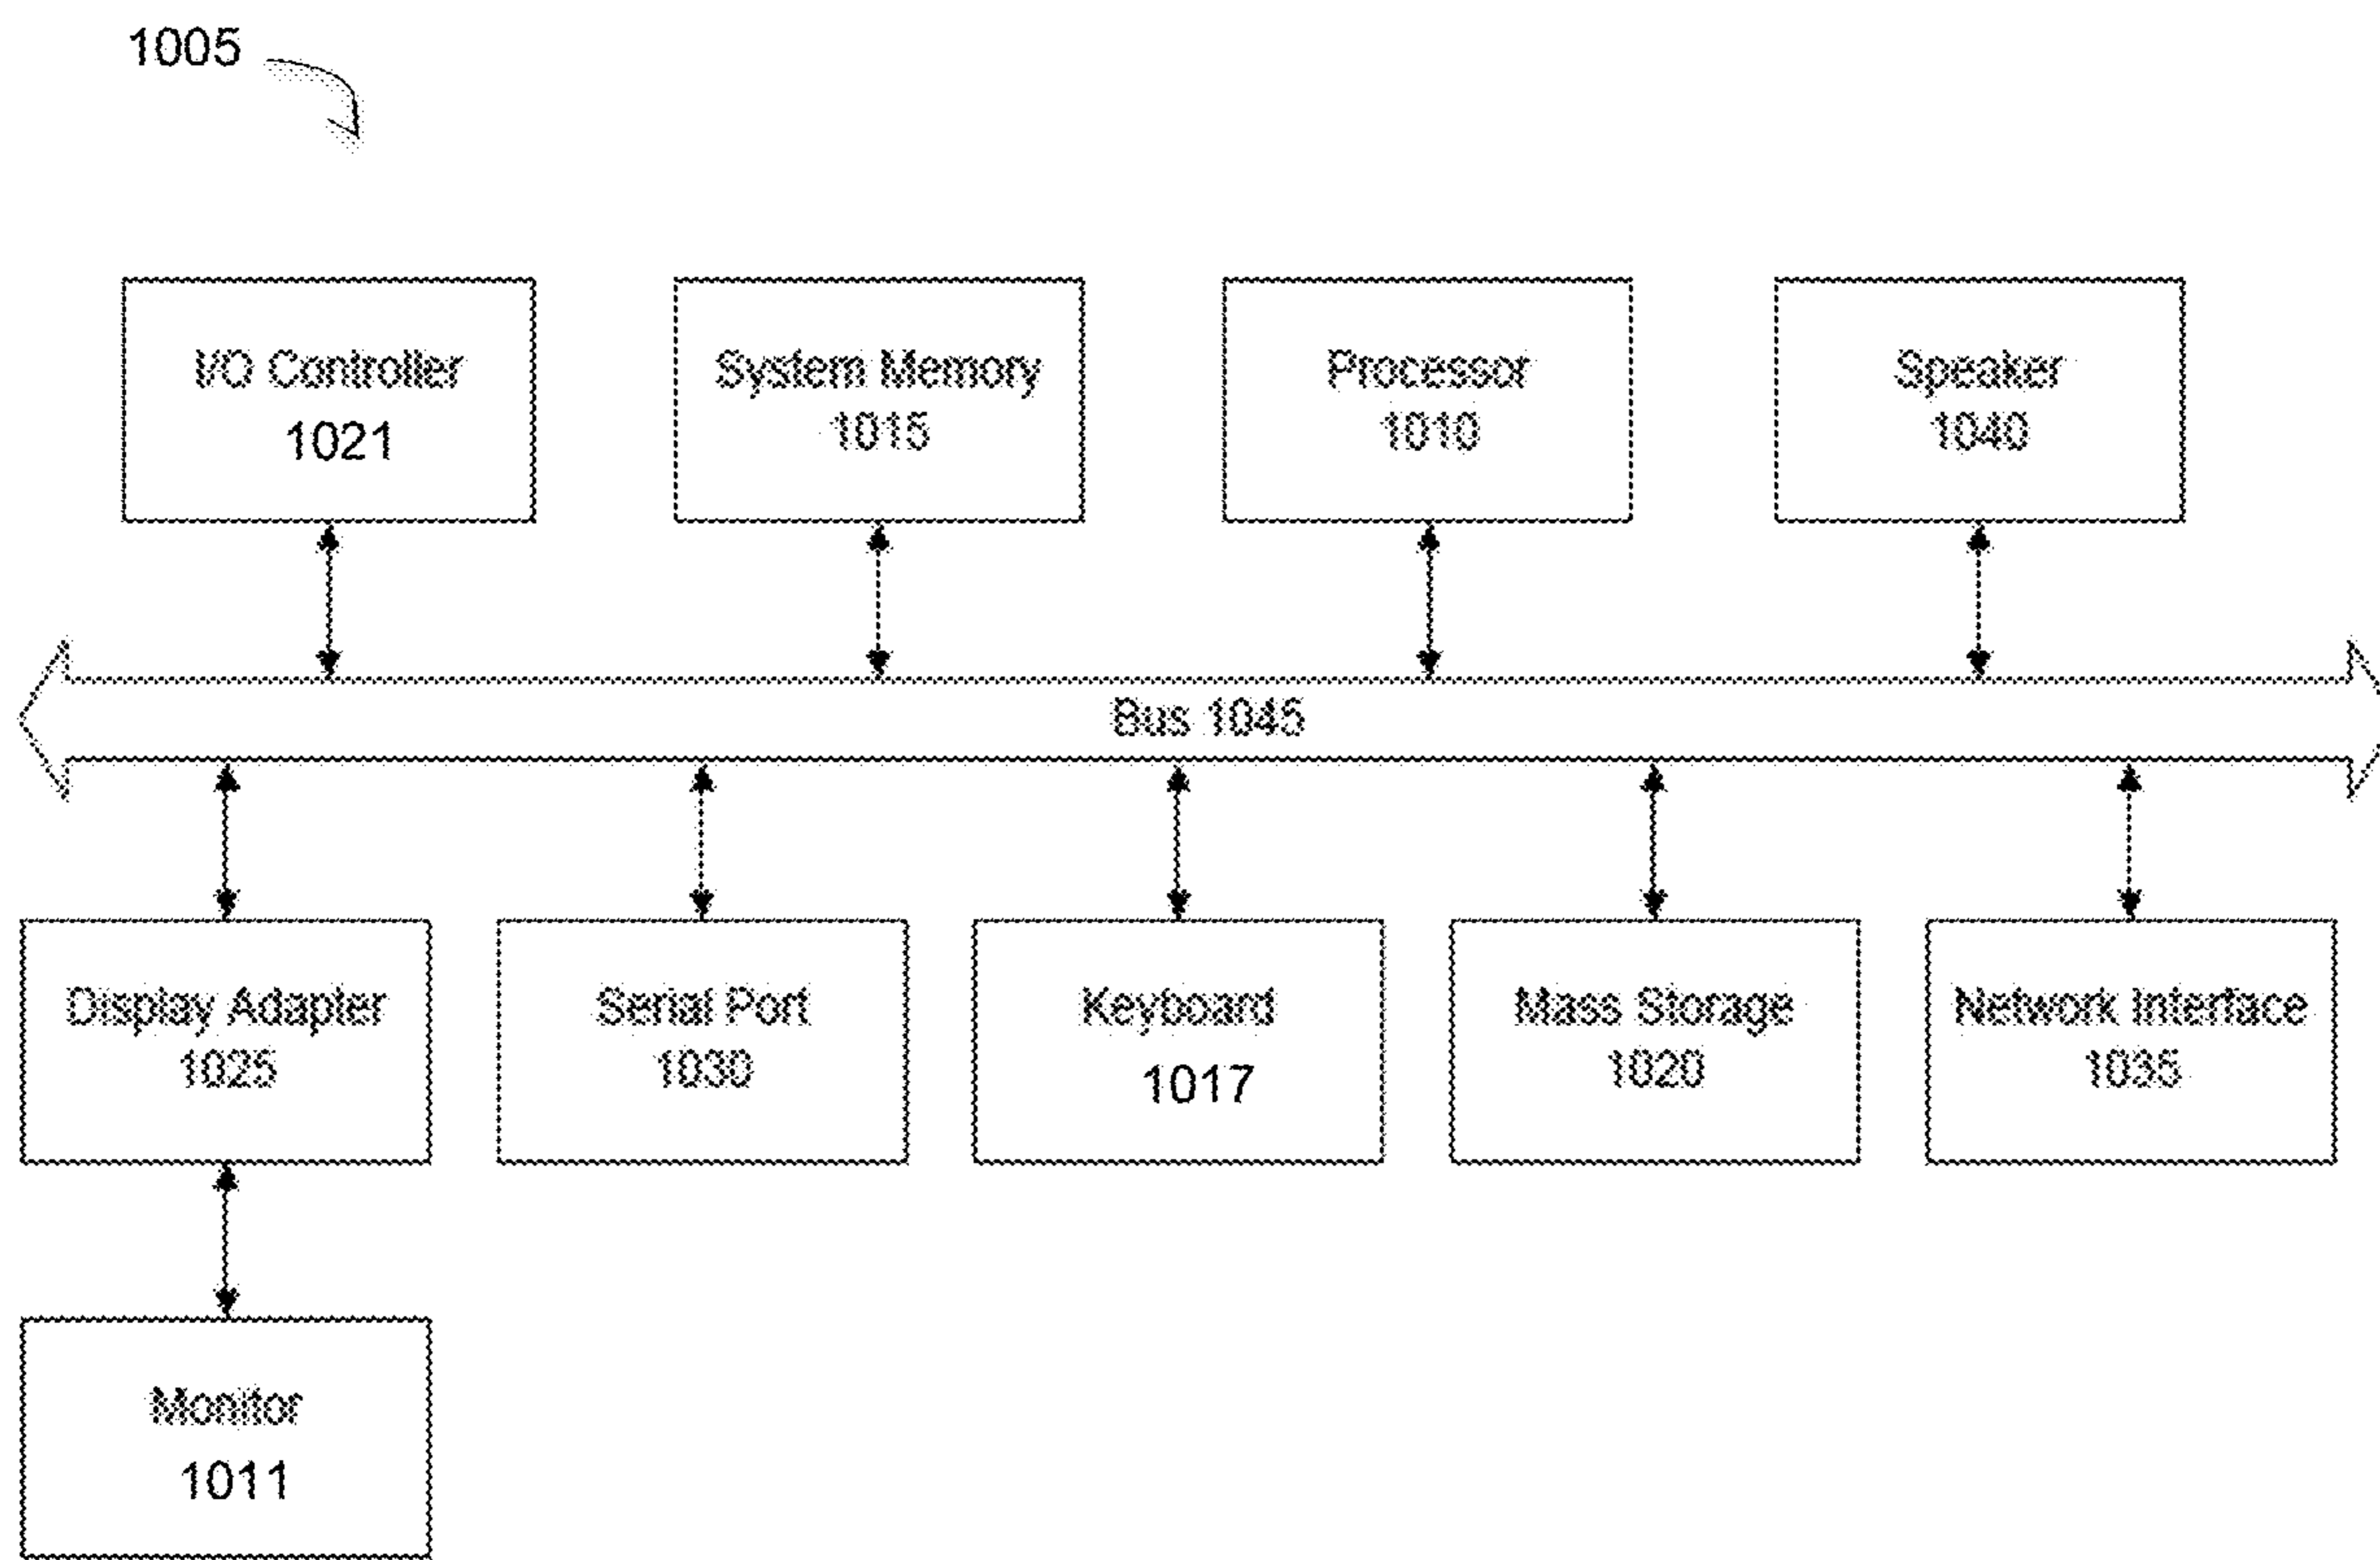 1005
I/O Controller
1021
System Memory
1015
Processor
1010
Speaker
1040
Bus 1045
Display Adapter
1025
Serial Port
1030
Keyboard
1017
Mass Storage
1020
Network Interface
1035
Monitor
1011